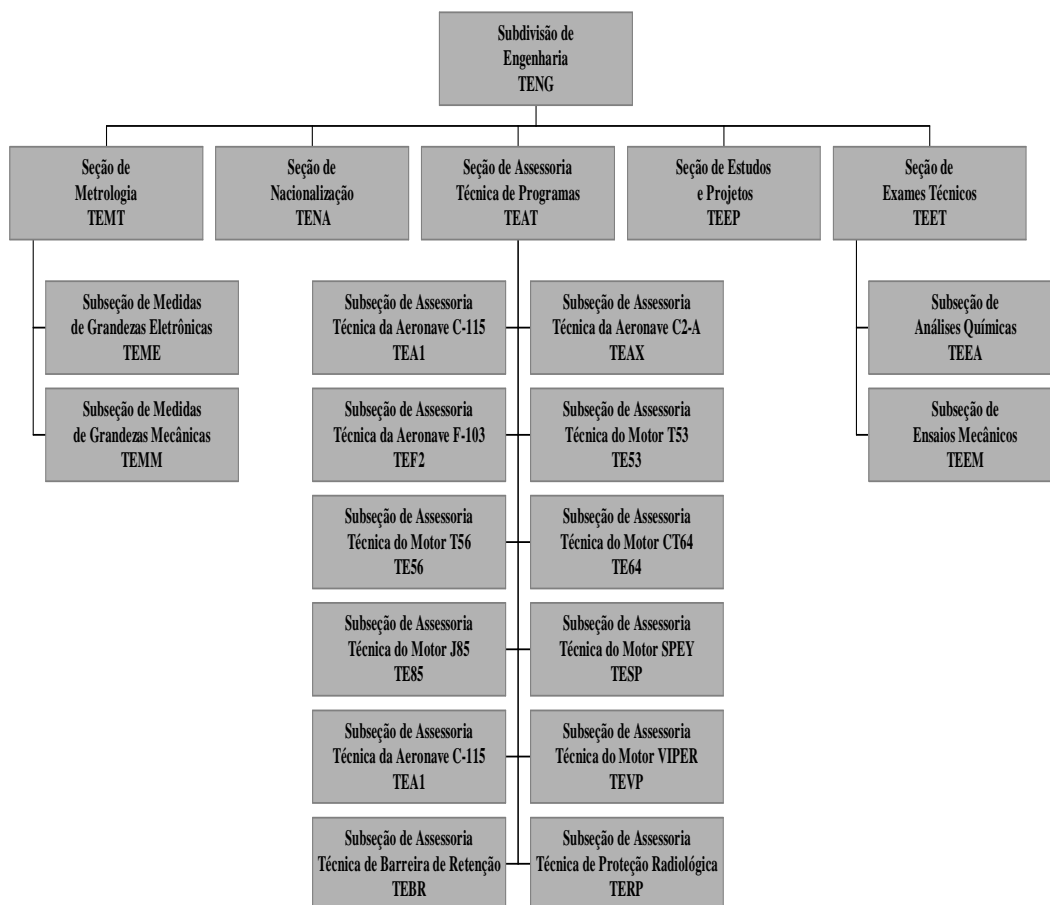 Subdivisão de
Engenharia
TENG
Seção de
Metrologia
TEMT
Seção de
Nacionalização
TENA
Seção de Assessoria
Técnica de Programas
TEAT
Seção de Estudos
e Projetos
TEEP
Seção de
Exames Técnicos
TEET
Subseção de Medidas
de Grandezas Eletrônicas
TEME
Subseção de Medidas
de Grandezas Mecânicas
TEMM
Subseção de Assessoria
Técnica da Aeronave C-115
TEA1
Subseção de Assessoria
Técnica da Aeronave C2-A
TEAX
Subseção de Assessoria
Técnica da Aeronave F-103
TEF2
Subseção de Assessoria
Técnica do Motor T53
TE53
Subseção de Assessoria
Técnica do Motor T56
TE56
Subseção de Assessoria
Técnica do Motor CT64
TE64
Subseção de Assessoria
Técnica do Motor J85
TE85
Subseção de Assessoria
Técnica do Motor SPEY
TESP
Subseção de Assessoria
Técnica da Aeronave C-115
TEA1
Subseção de Assessoria
Técnica do Motor VIPER
TEVP
Subseção de Assessoria
Técnica de Barreira de Retenção
TEBR
Subseção de Assessoria
Técnica de Proteção Radiológica
TERP
Subseção de
Análises Químicas
TEEA
Subseção de
Ensaios Mecânicos
TEEM